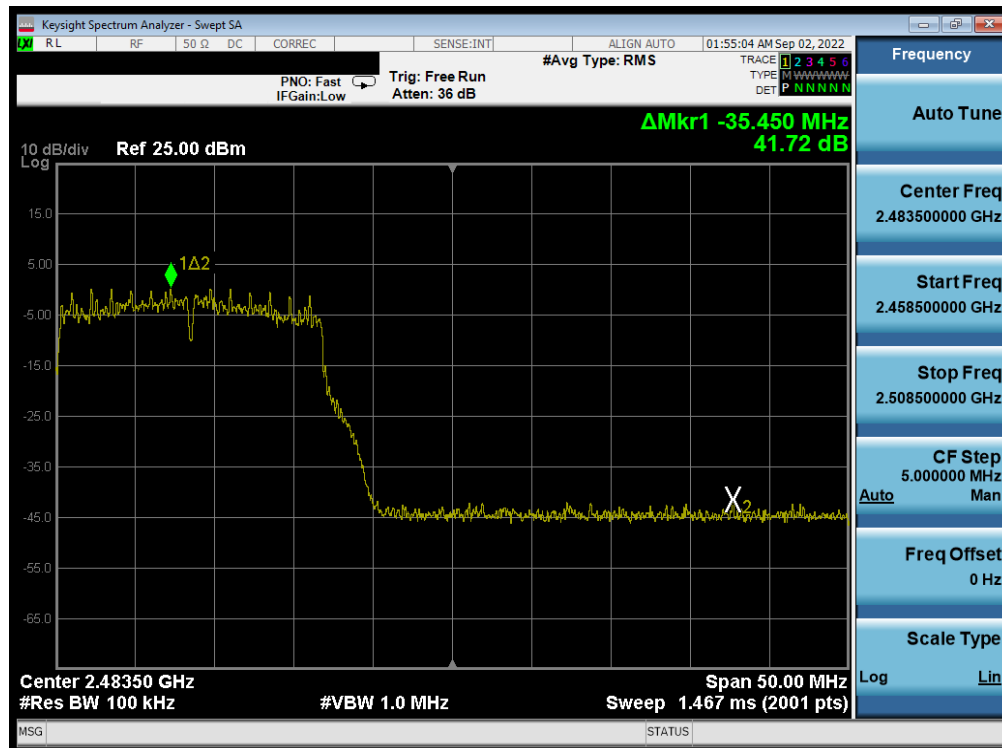 Keysight Spectrum Analyzer - Swept SA
LXI RL RF 50 Ω DC CORREC SENSE:INT ALIGN AUTO 01:55:04 AM Sep 02, 2022
PNO: Fast
IFGain:Low
Trig: Free Run
Atten: 36 dB
#Avg Type: RMS
TRACE 1 2 3 4 5 6
TYPE M WWWWW
DET P N N N N N
ΔMkr1 -35.450 MHz
41.72 dB
10 dB/div
Log
Ref 25.00 dBm
15.0
5.00
-5.00
-15.0
-25.0
-35.0
-45.0
-55.0
-65.0
1Δ2
X2
Center 2.48350 GHz
Span 50.00 MHz
#Res BW 100 kHz
#VBW 1.0 MHz
Sweep 1.467 ms (2001 pts)
MSG
STATUS
Frequency
Auto Tune
Center Freq
2.483500000 GHz
Start Freq
2.458500000 GHz
Stop Freq
2.508500000 GHz
CF Step
5.000000 MHz
Auto Man
Freq Offset
0 Hz
Scale Type
Log Lin